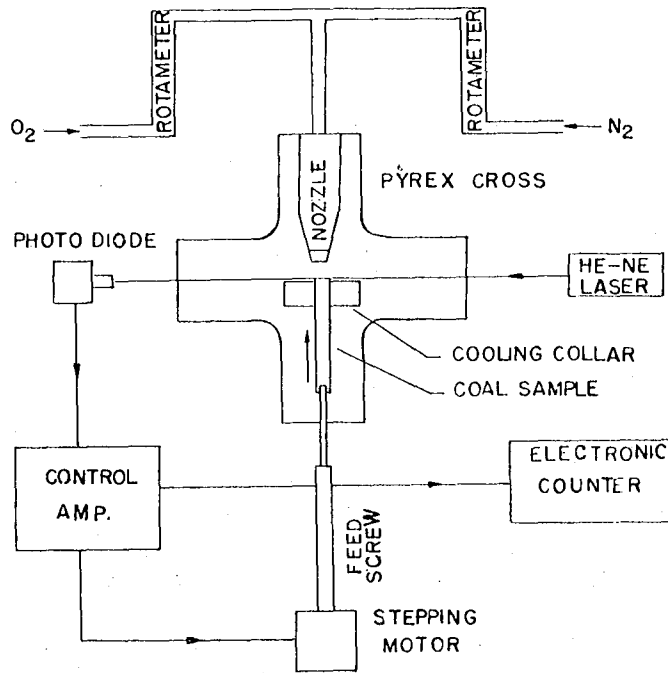 ROTAMETER
ROTAMETER
O2
N2
NOZZLE
PYREX CROSS
PHOTO DIODE
HE-NE
LASER
COOLING COLLAR
COAL SAMPLE
CONTROL
AMP.
ELECTRONIC
COUNTER
FEED
SCREW
STEPPING
MOTOR